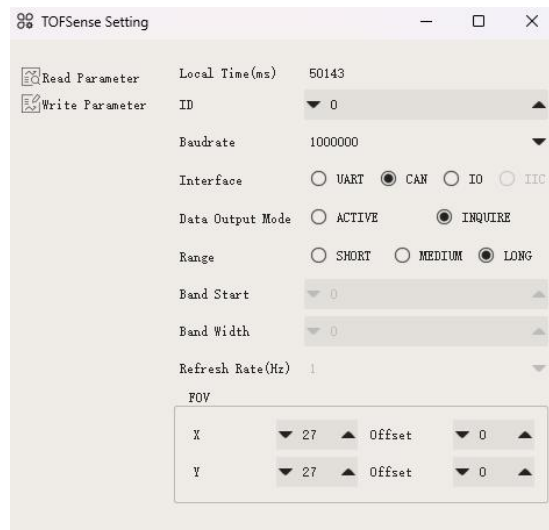 TOFSense Setting
Read Parameter
Write Parameter
Local Time(ms) 50143
ID 0
Baudrate 1000000
Interface UART CAN IO IIC
Data Output Mode ACTIVE INQUIRE
Range SHORT MEDIUM LONG
Band Start 0
Band Width 0
Refresh Rate(Hz) 1
FOV
X 27 Offset 0
Y 27 Offset 0